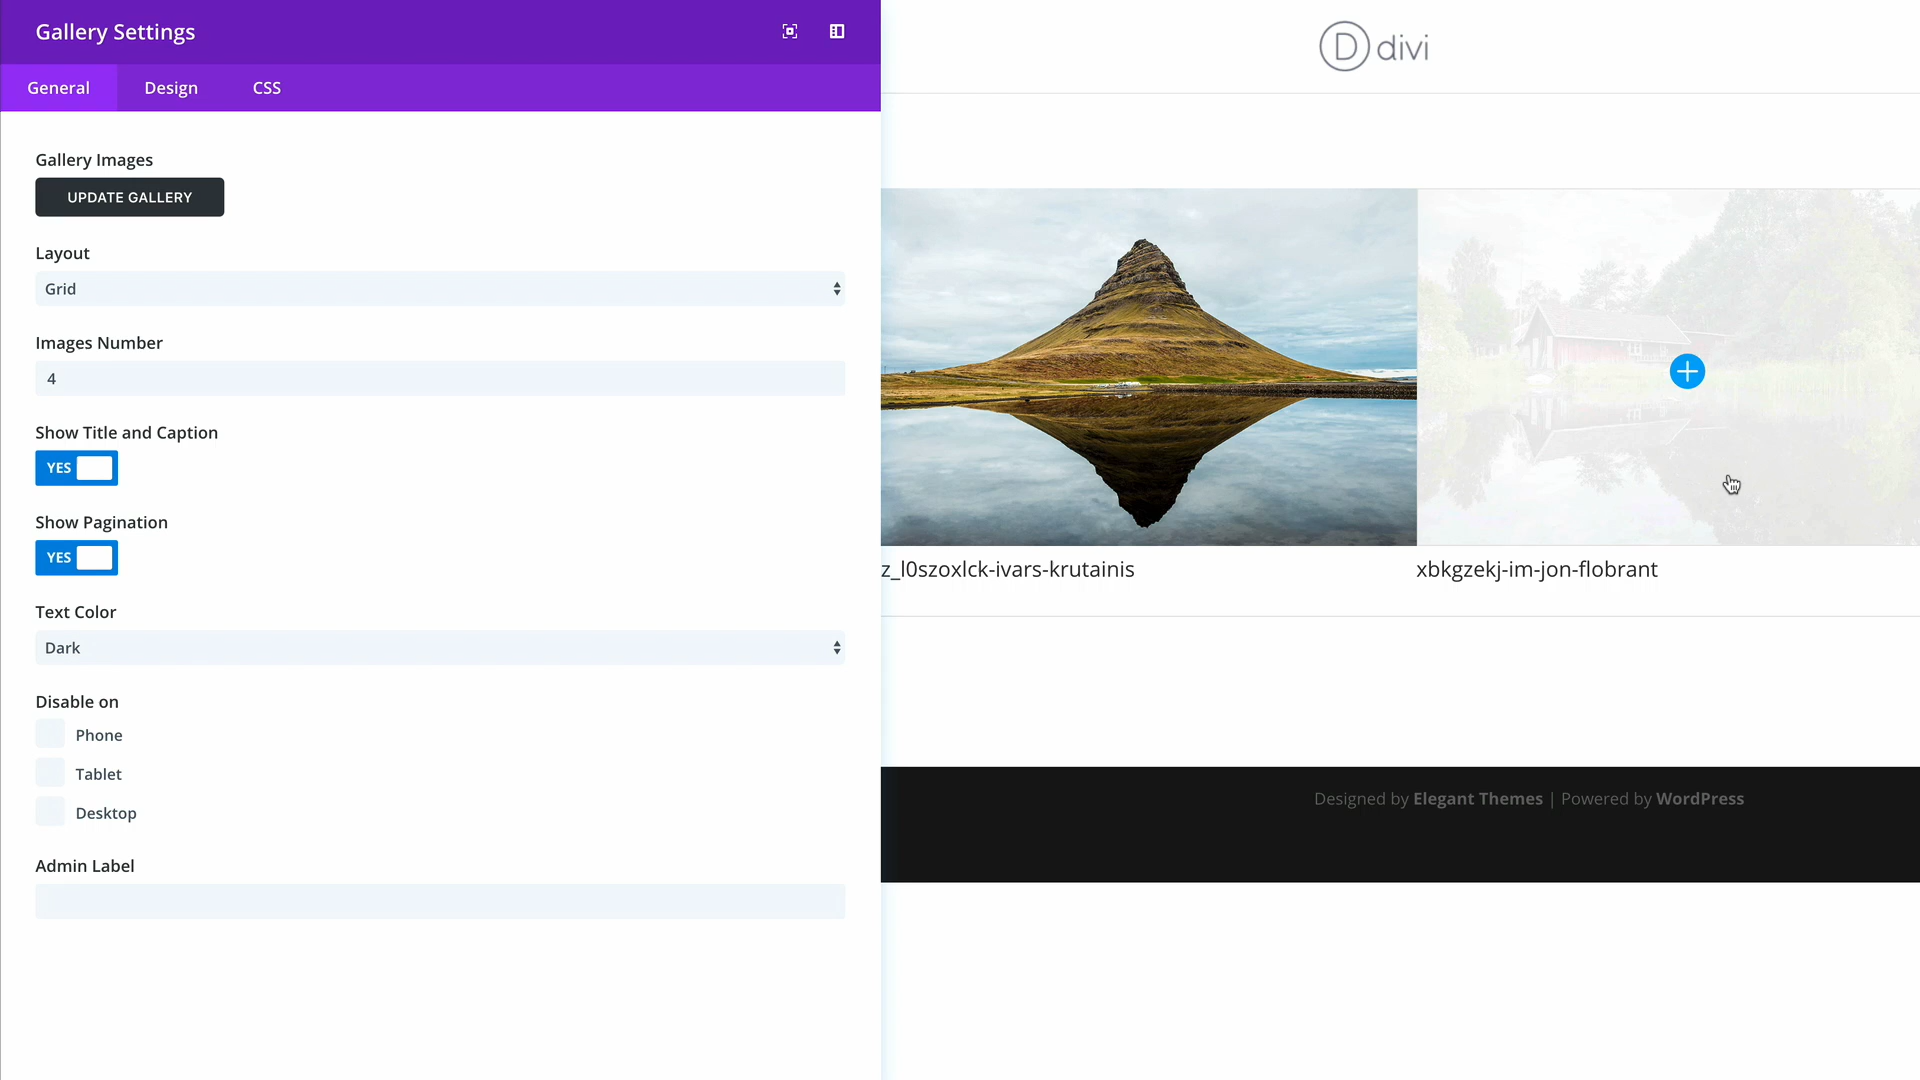 Gallery Settings
General Design CSS
Gallery Images
UPDATE GALLERY
Layout
Grid
Images Number
4
Show Title and Caption
YES
Show Pagination
YES
Text Color
Dark
Disable on
Phone
Tablet
Desktop
Admin Label
D divi
z_l0szoxlck-ivars-krutainis
xbkgzekj-im-jon-flobrant
Designed by Elegant Themes | Powered by WordPress